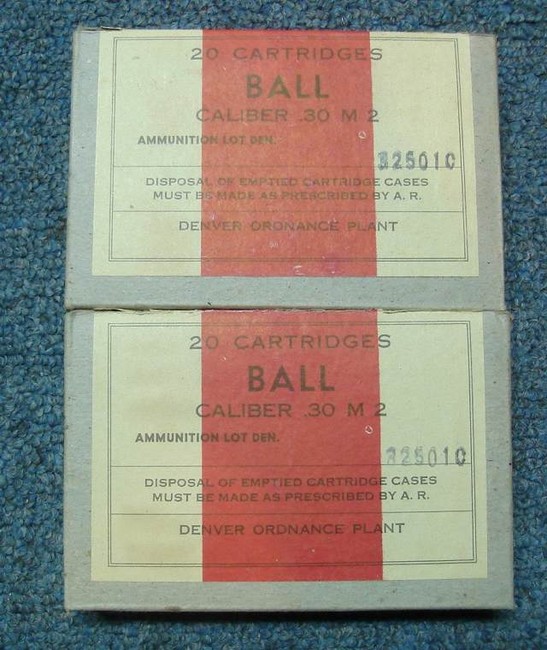 20 CARTRIDGES
BALL
CALIBER .30 M 2
AMMUNITION LOT DEN.
325010
DISPOSAL OF EMPTIED CARTRIDGE CASES
MUST BE MADE AS PRESCRIBED BY A. R.
DENVER ORDNANCE PLANT
20 CARTRIDGES
BALL
CALIBER .30 M 2
AMMUNITION LOT DEN.
325010
DISPOSAL OF EMPTIED CARTRIDGE CASES
MUST BE MADE AS PRESCRIBED BY A. R.
DENVER ORDNANCE PLANT